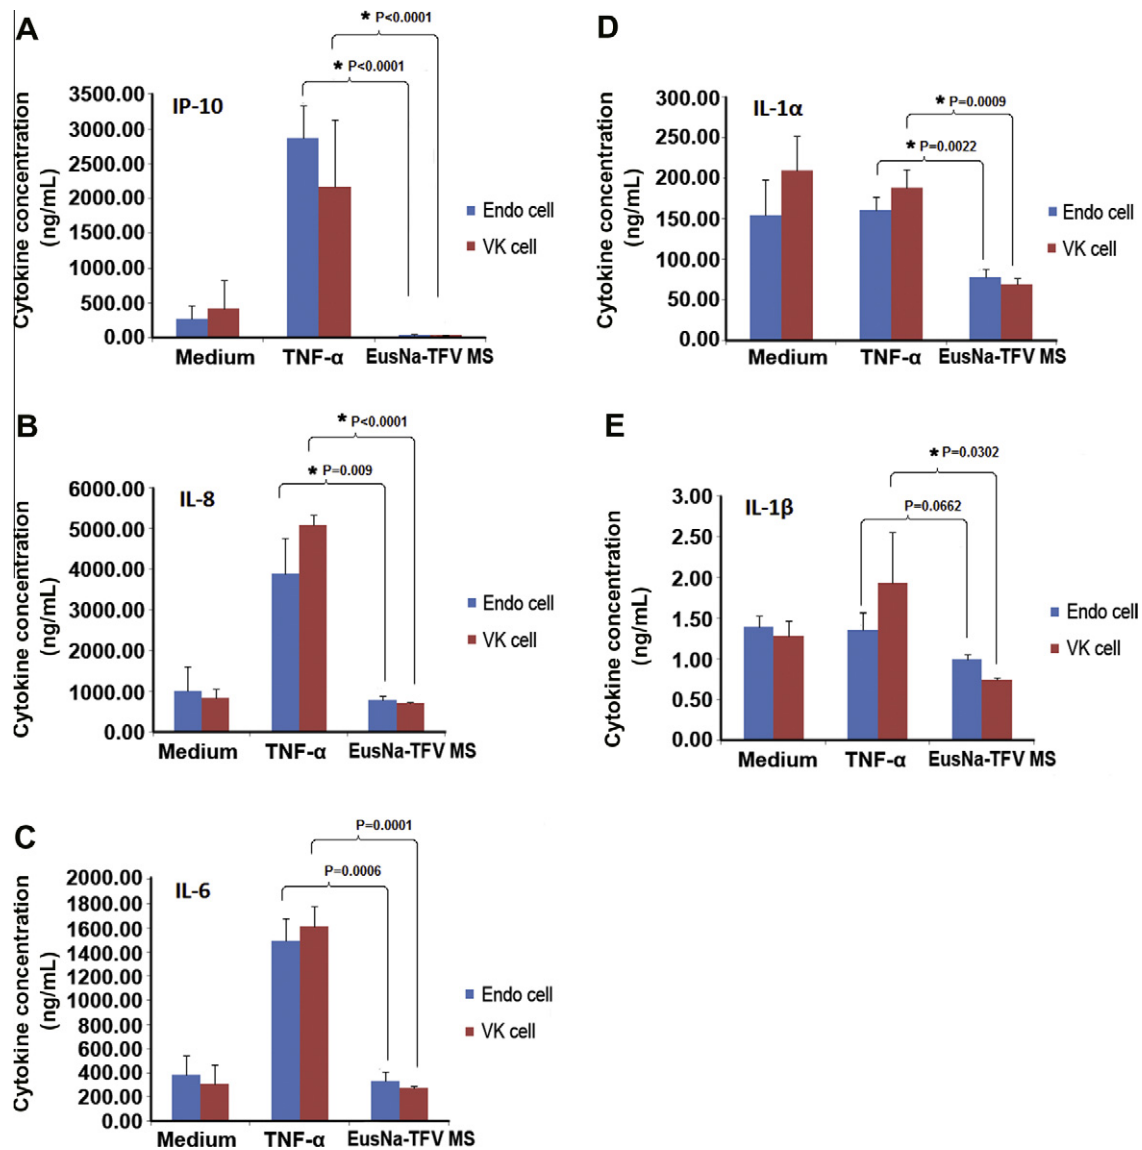 A
* P<0.0001
* P<0.0001
IP-10
Cytokine concentration
(ng/mL)
3500.00
3000.00
2500.00
2000.00
1500.00
1000.00
500.00
0.00
Medium TNF-α EusNa-TFV MS
Endo cell
VK cell
B
* P<0.0001
* P=0.009
IL-8
Cytokine concentration
(ng/mL)
6000.00
5000.00
4000.00
3000.00
2000.00
1000.00
0.00
Medium TNF-α EusNa-TFV MS
Endo cell
VK cell
C
P=0.0001
P=0.0006
IL-6
Cytokine concentration
(ng/mL)
2000.00
1800.00
1600.00
1400.00
1200.00
1000.00
800.00
600.00
400.00
200.00
0.00
Medium TNF-α EusNa-TFV MS
Endo cell
VK cell
D
* P=0.0009
* P=0.0022
IL-1α
Cytokine concentration
(ng/mL)
300.00
250.00
200.00
150.00
100.00
50.00
0.00
Medium TNF-α EusNa-TFV MS
Endo cell
VK cell
E
* P=0.0302
P=0.0662
IL-1β
Cytokine concentration
(ng/mL)
3.00
2.50
2.00
1.50
1.00
0.50
0.00
Medium TNF-α EusNa-TFV MS
Endo cell
VK cell